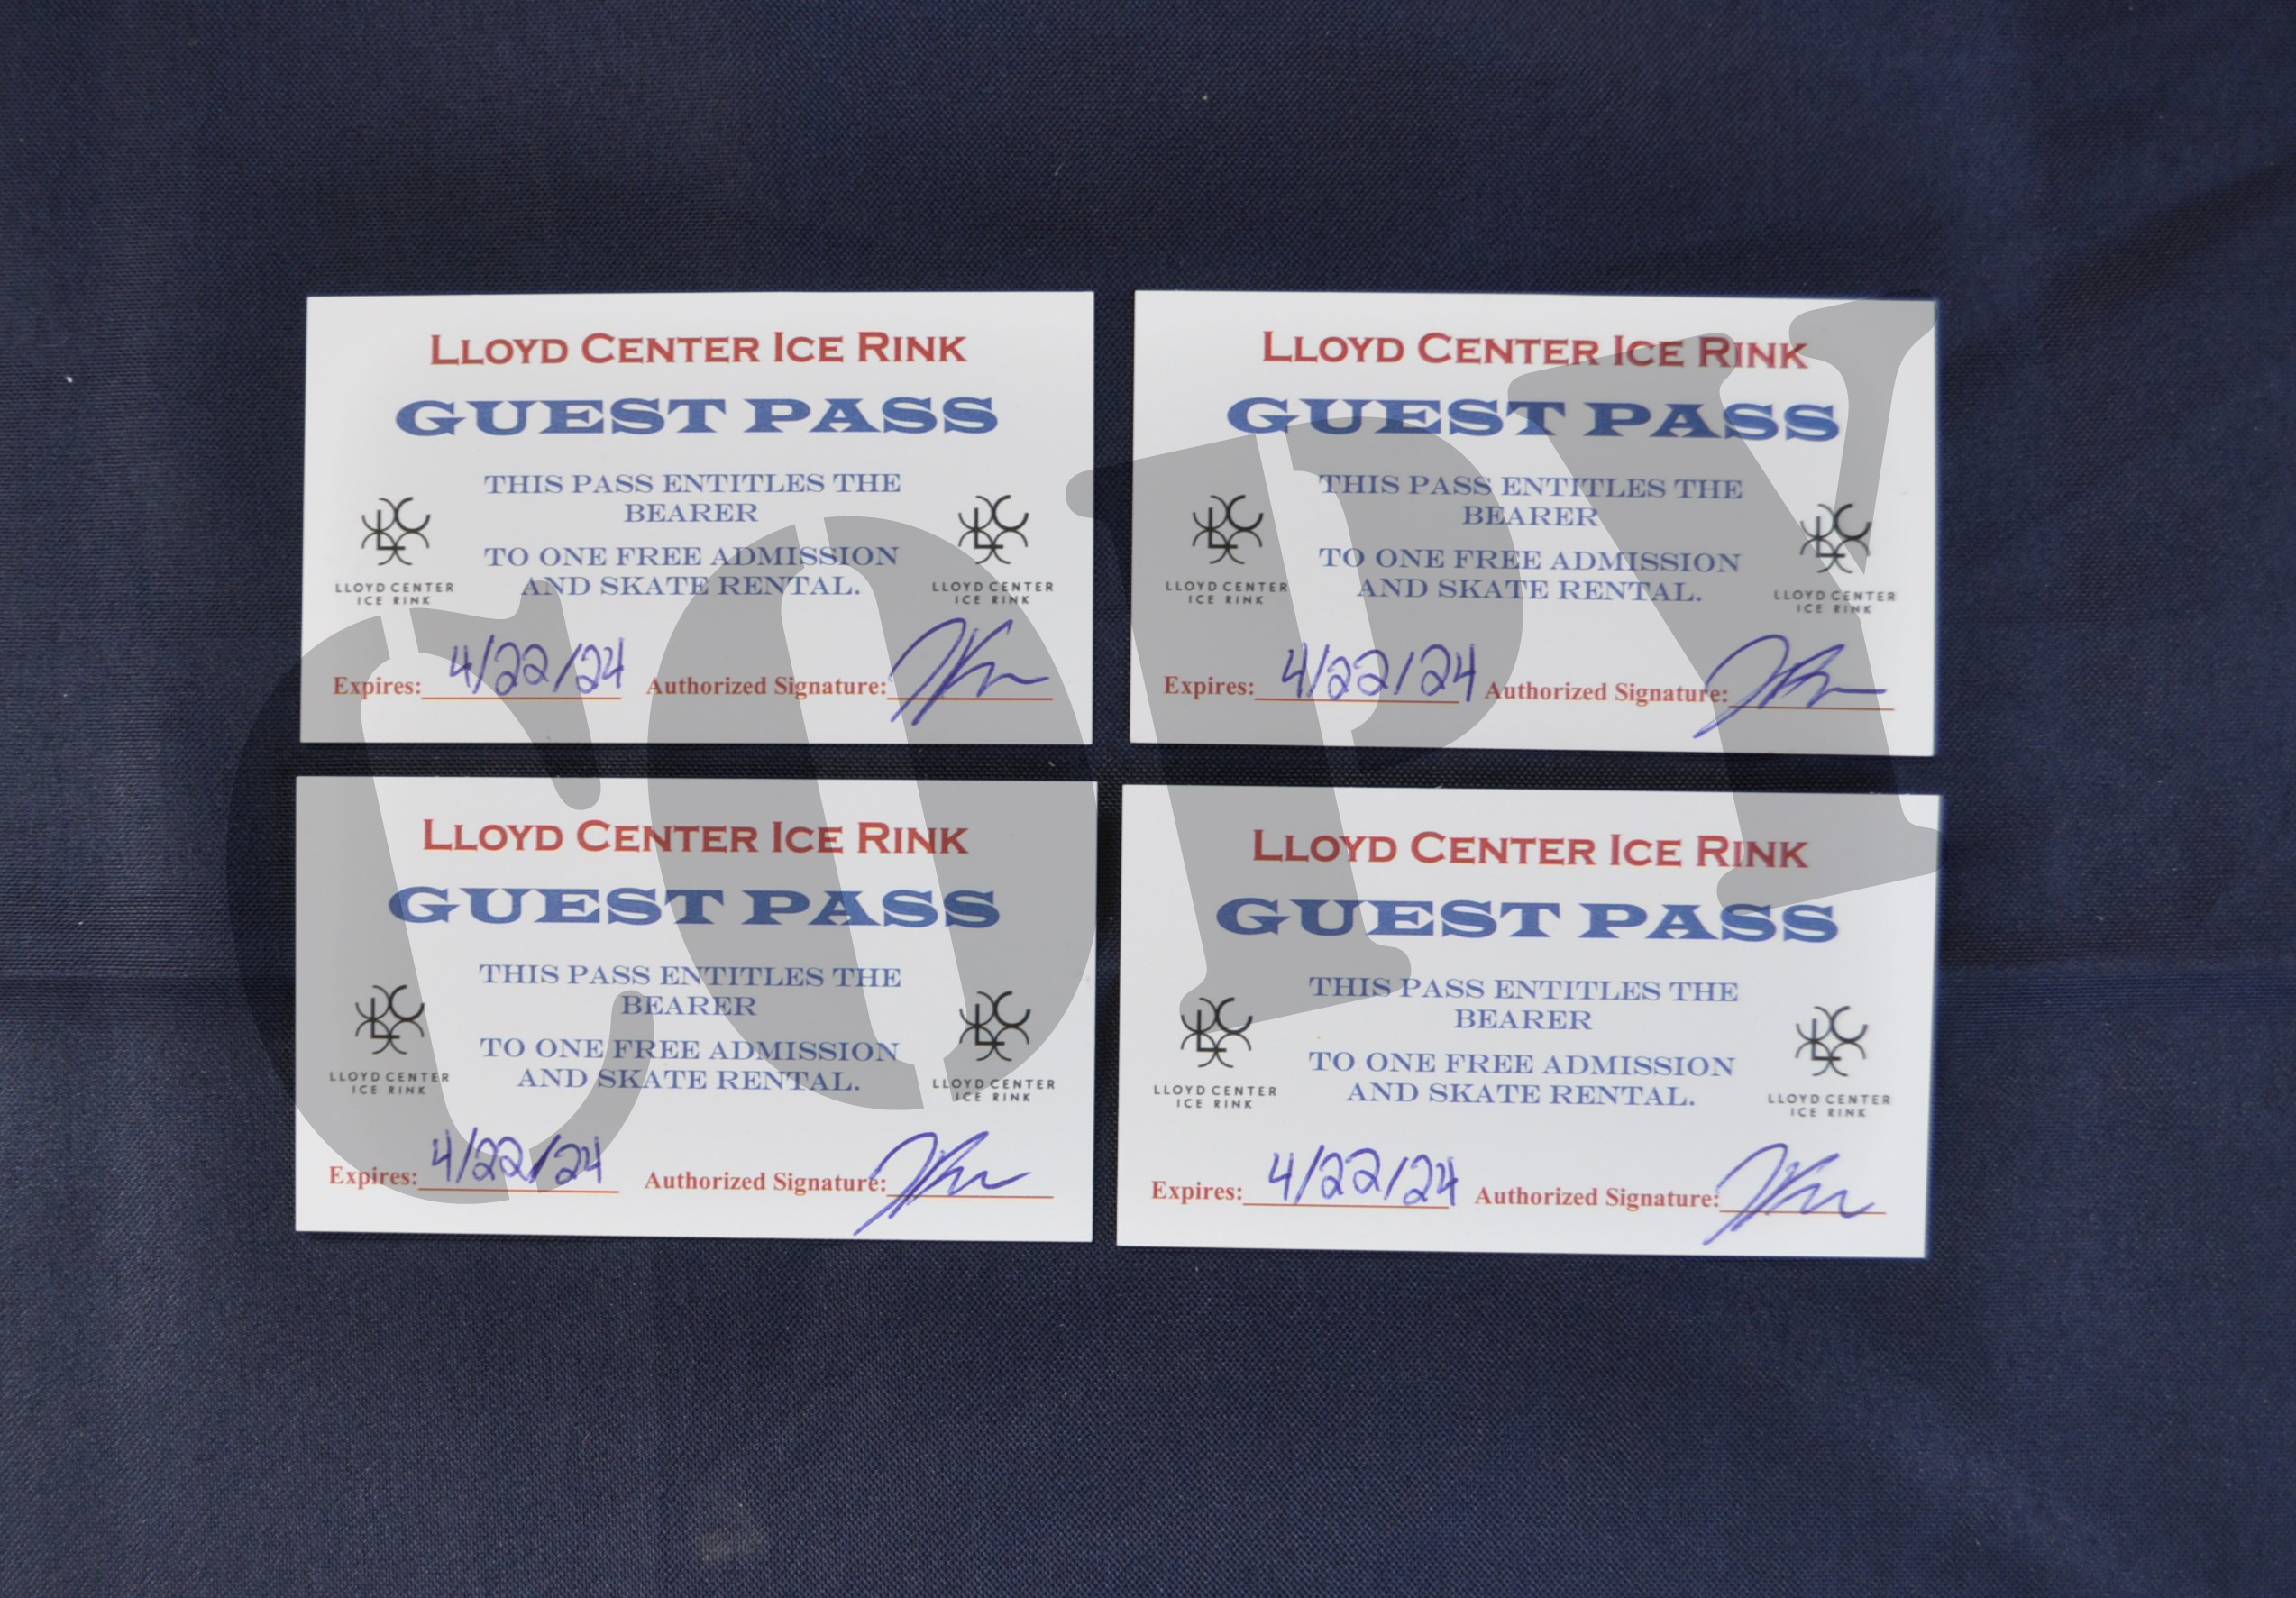 LLOYD CENTER ICE RINK
GUEST PASS
THIS PASS ENTITLES THE
BEARER
TO ONE FREE ADMISSION
AND SKATE RENTAL.
LLOYD CENTER
ICE RINK
LLOYD CENTER
ICE RINK
Expires: 4/22/24 Authorized Signature:
LLOYD CENTER ICE RINK
GUEST PASS
THIS PASS ENTITLES THE
BEARER
TO ONE FREE ADMISSION
AND SKATE RENTAL.
LLOYD CENTER
ICE RINK
LLOYD CENTER
ICE RINK
Expires: 4/22/24 Authorized Signature:
LLOYD CENTER ICE RINK
GUEST PASS
THIS PASS ENTITLES THE
BEARER
TO ONE FREE ADMISSION
AND SKATE RENTAL.
LLOYD CENTER
ICE RINK
LLOYD CENTER
ICE RINK
Expires: 4/22/24 Authorized Signature:
LLOYD CENTER ICE RINK
GUEST PASS
THIS PASS ENTITLES THE
BEARER
TO ONE FREE ADMISSION
AND SKATE RENTAL.
LLOYD CENTER
ICE RINK
LLOYD CENTER
ICE RINK
Expires: 4/22/24 Authorized Signature:
COPY